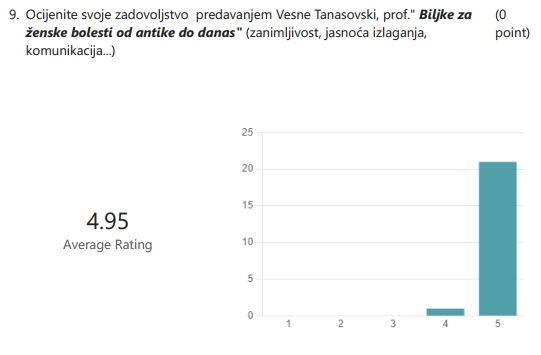 9. Ocijenite svoje zadovoljstvo predavanjem Vesne Tanasovski, prof." Biljke za (0
ženske bolesti od antike do danas" (zanimljivost, jasnoća izlaganja, point)
komunikacija...)
25
20
15
10
5
0
4.95
Average Rating
1 2 3 4 5